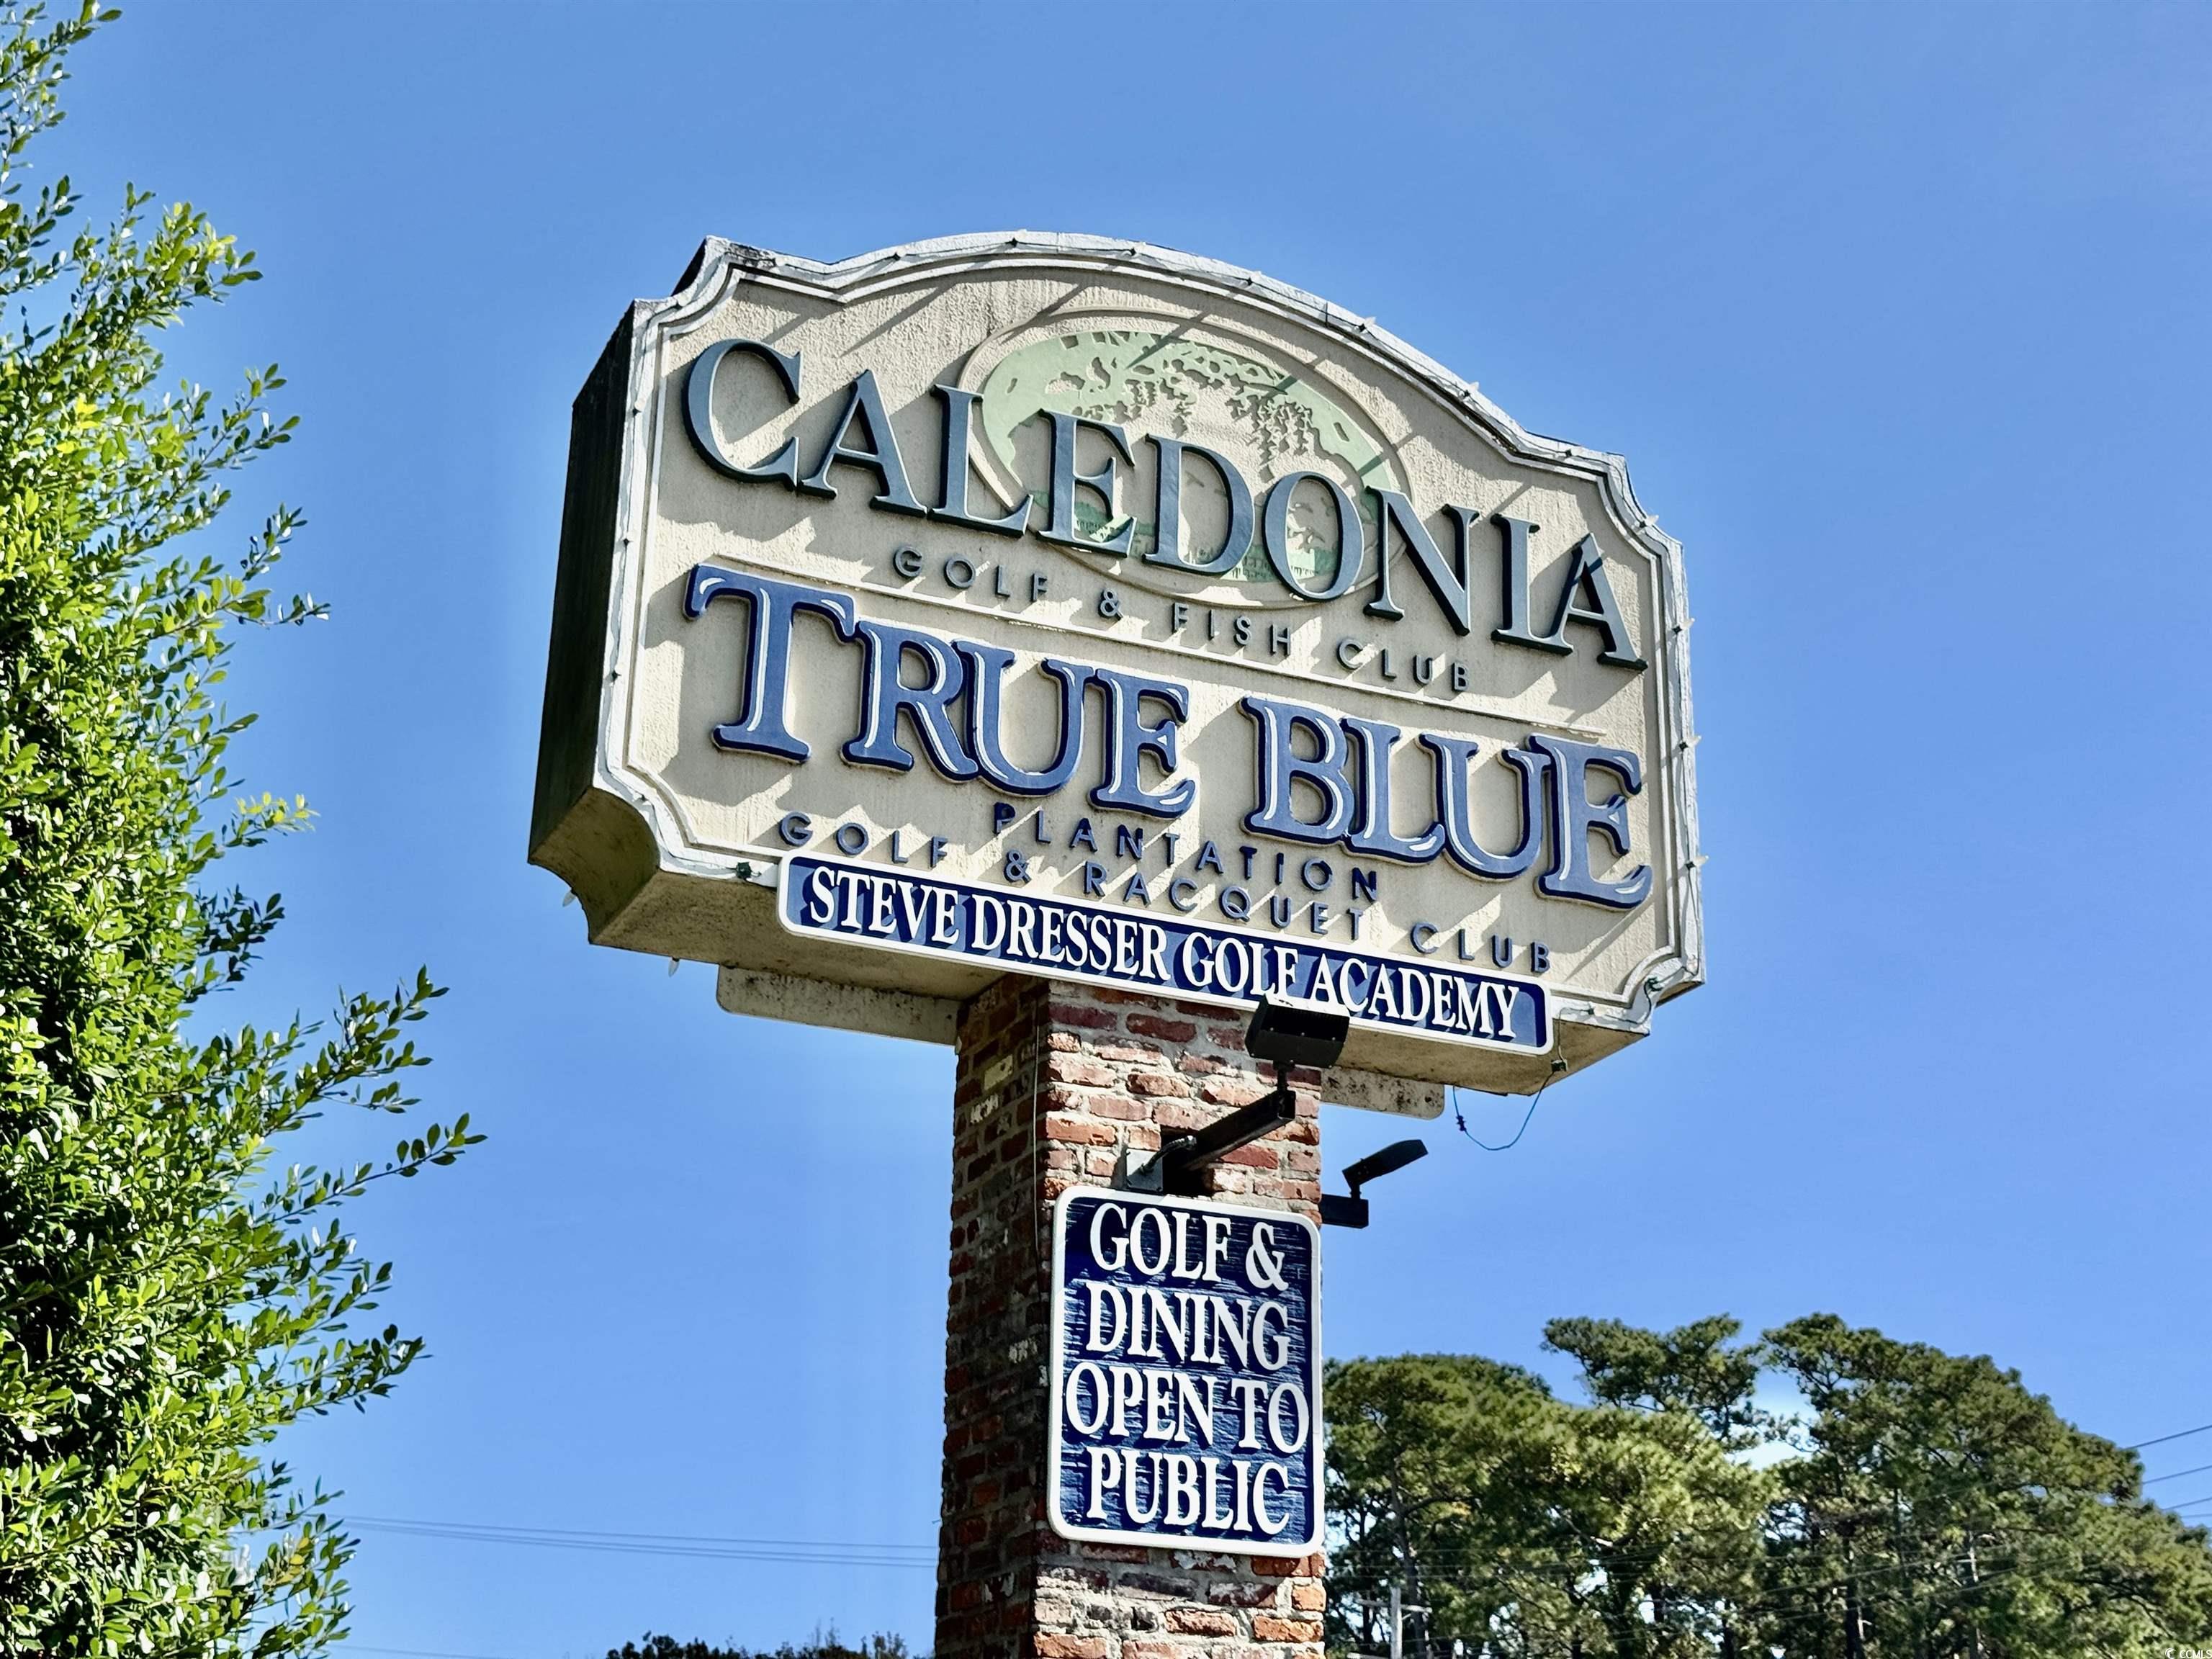 CALEDONIA
GOLF & FISH CLUB
TRUE BLUE
PLANTATION
GOLF & RACQUET CLUB
STEVE DRESSER GOLF ACADEMY
GOLF &
DINING
OPEN TO
PUBLIC
© CCMLS